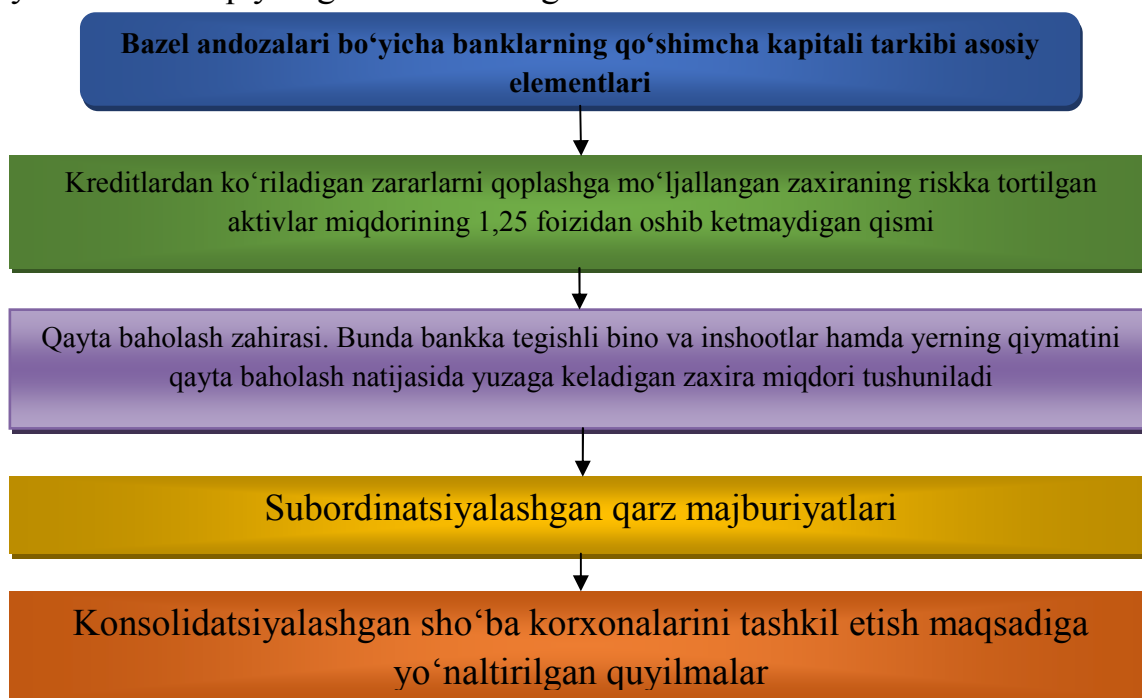 Bazel andozalari bo‘yicha banklarning qo‘shimcha kapitali tarkibi asosiy
elementlari
Kreditlardan ko‘riladigan zararlarni qoplashga mo‘ljallangan zaxiraning riskka tortilgan
aktivlar miqdorining 1,25 foizidan oshib ketmaydigan qismi
Qayta baholash zahirasi. Bunda bankka tegishli bino va inshootlar hamda yerning qiymatini
qayta baholash natijasida yuzaga keladigan zaxira miqdori tushuniladi
Subordinatsiyalashgan qarz majburiyatlari
Konsolidatsiyalashgan sho‘ba korxonalarini tashkil etish maqsadiga
yo‘naltirilgan quyilmalar